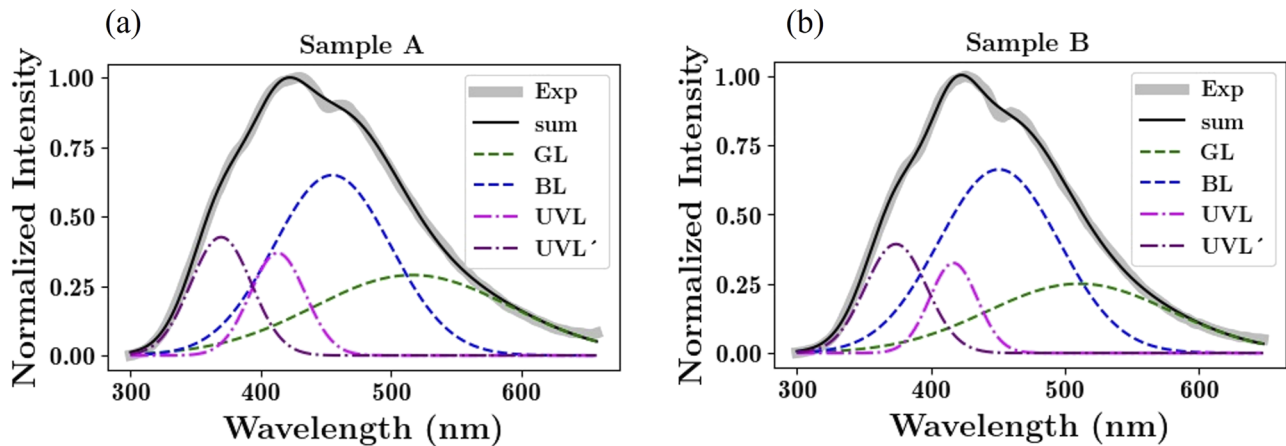 (a)
Sample A
Normalized Intensity
1.00
0.75
0.50
0.25
0.00
300
400
500
600
Wavelength (nm)
Exp
sum
GL
BL
UVL
UVL´
(b)
Sample B
Normalized Intensity
1.00
0.75
0.50
0.25
0.00
300
400
500
600
Wavelength (nm)
Exp
sum
GL
BL
UVL
UVL´